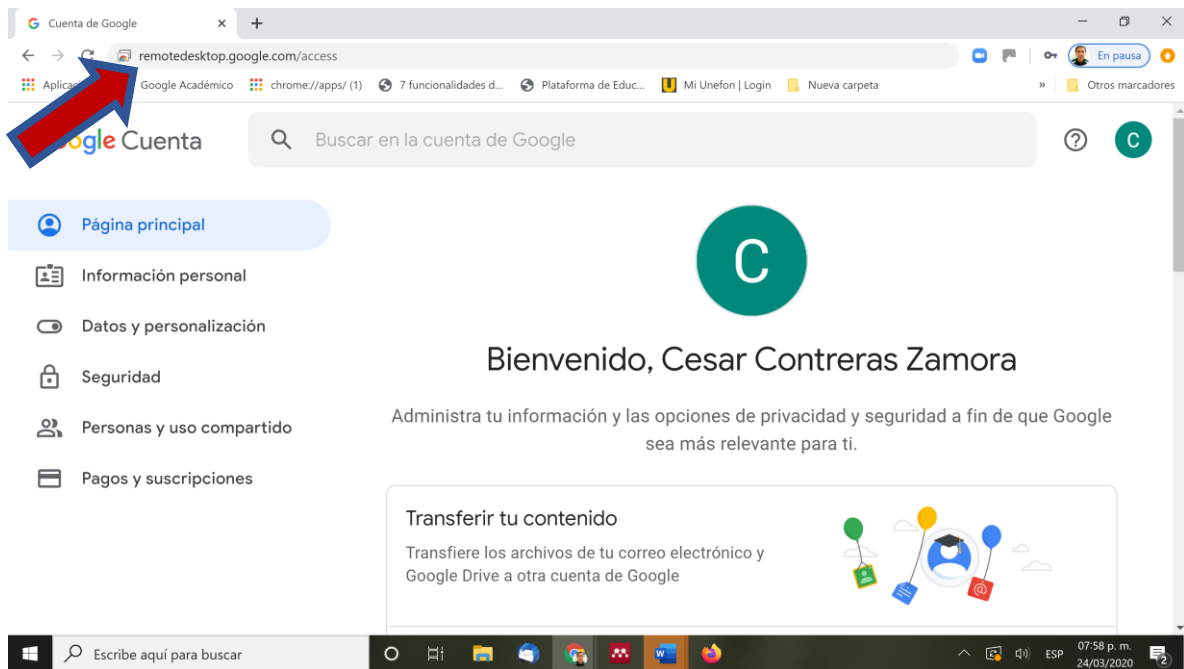 Cuenta de Google
remotedesktop.google.com/access
En pausa
Google Académico
chrome://apps/ (1)
7 funcionalidades d...
Plataforma de Educ...
Mi Unefon | Login
Nueva carpeta
»
Otros marcadores
ogle Cuenta
Buscar en la cuenta de Google
C
Página principal
Información personal
Datos y personalización
Seguridad
Personas y uso compartido
Pagos y suscripciones
C
Bienvenido, Cesar Contreras Zamora
Administra tu información y las opciones de privacidad y seguridad a fin de que Google
sea más relevante para ti.
Transferir tu contenido
Transfiere los archivos de tu correo electrónico y
Google Drive a otra cuenta de Google
Escribe aquí para buscar
ESP
07:58 p. m.
24/03/2020
2